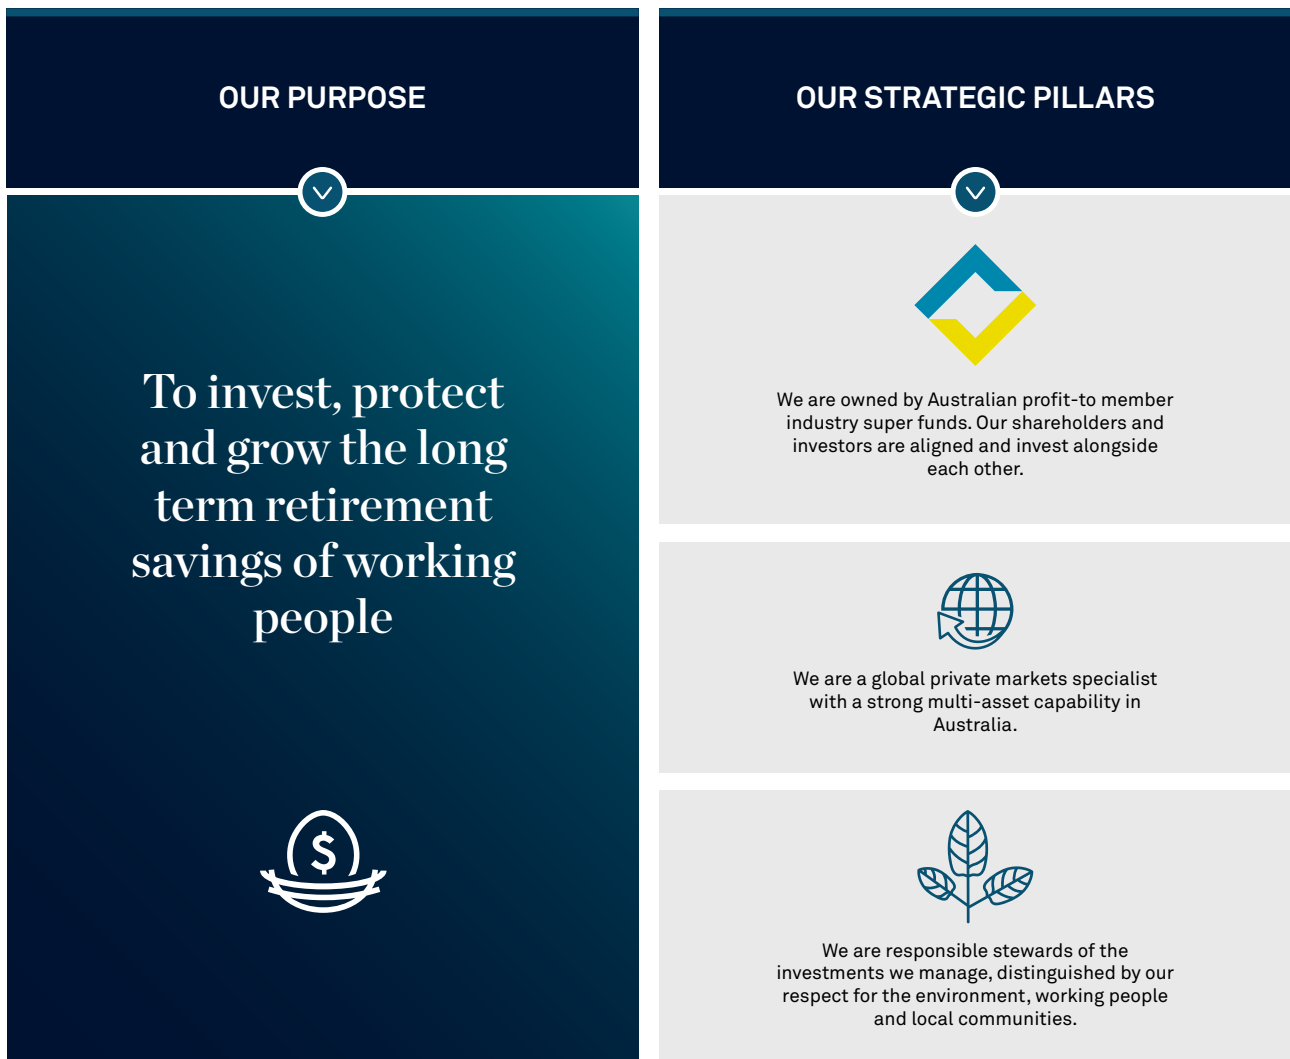 OUR PURPOSE
To invest, protect
and grow the long
term retirement
savings of working
people
$
OUR STRATEGIC PILLARS
We are owned by Australian profit-to member
industry super funds. Our shareholders and
investors are aligned and invest alongside
each other.
We are a global private markets specialist
with a strong multi-asset capability in
Australia.
We are responsible stewards of the
investments we manage, distinguished by our
respect for the environment, working people
and local communities.